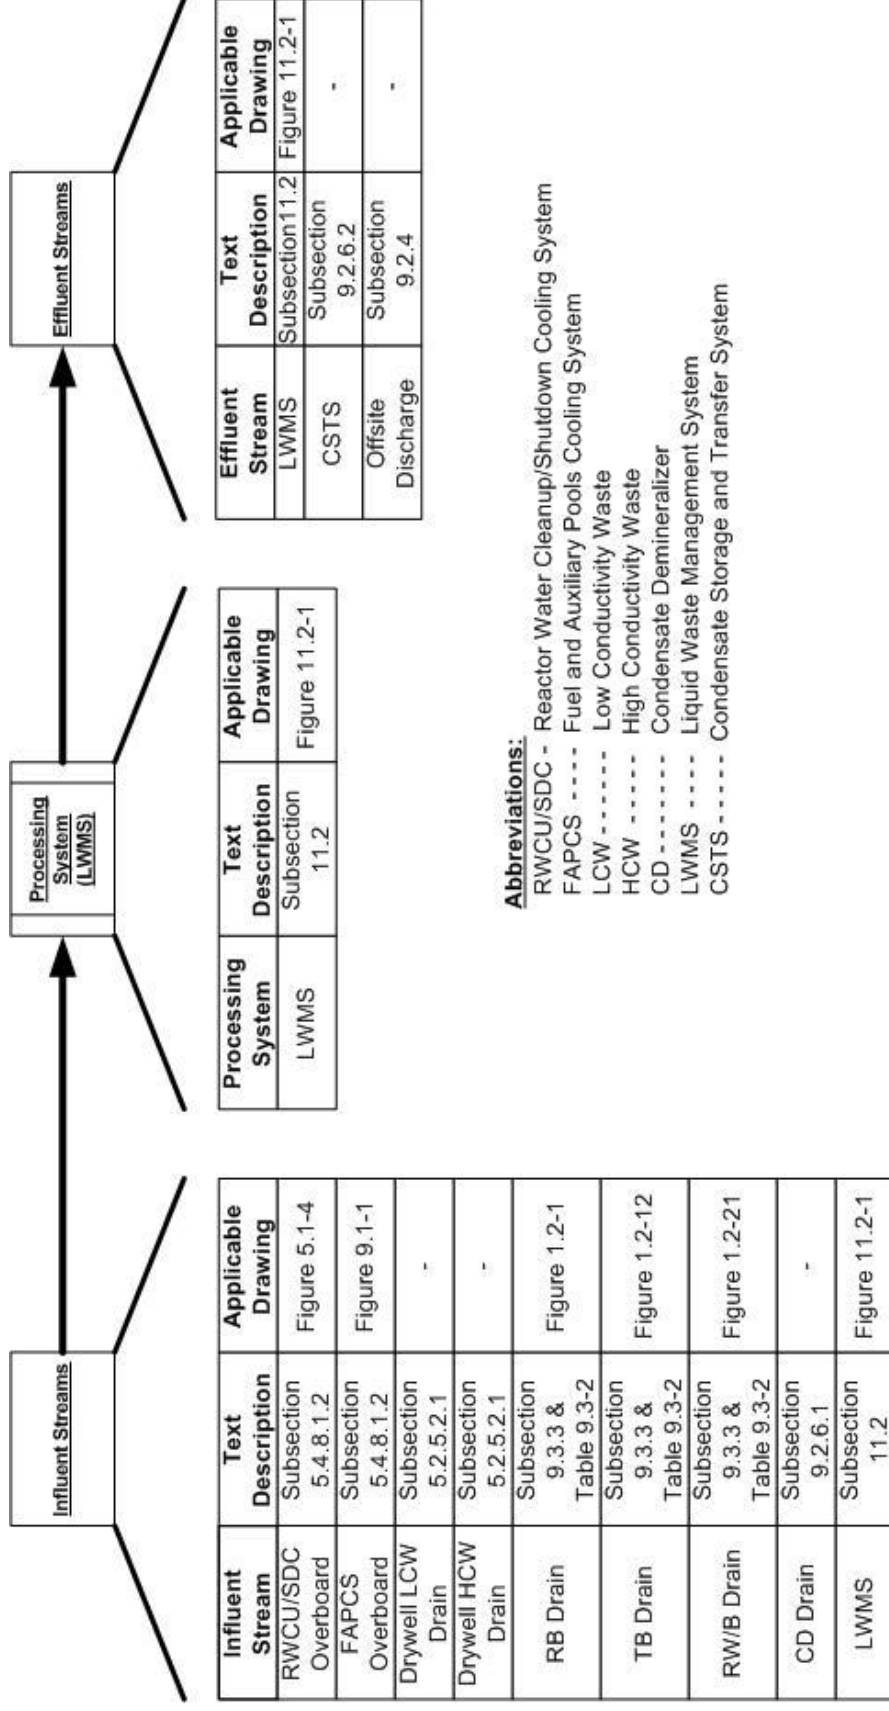 Influent Streams
Processing
System
(LWMS)
Effluent Streams
Influent
Stream
Text
Description
Applicable
Drawing
RWCU/SDC
Overboard
Subsection
5.4.8.1.2
Figure 5.1-4
FAPCS
Overboard
Subsection
5.4.8.1.2
Figure 9.1-1
Drywell LCW
Drain
Subsection
5.2.5.2.1
-
Drywell HCW
Drain
Subsection
5.2.5.2.1
-
RB Drain
Subsection
9.3.3 &
Table 9.3-2
Figure 1.2-1
TB Drain
Subsection
9.3.3 &
Table 9.3-2
Figure 1.2-12
RW/B Drain
Subsection
9.3.3 &
Table 9.3-2
Figure 1.2-21
CD Drain
Subsection
9.2.6.1
-
LWMS
Subsection
11.2
Figure 11.2-1
Processing
System
Text
Description
Applicable
Drawing
LWMS
Subsection
11.2
Figure 11.2-1
Effluent
Stream
Text
Description
Applicable
Drawing
LWMS
Subsection11.2
Figure 11.2-1
CSTS
Subsection
9.2.6.2
-
Offsite
Discharge
Subsection
9.2.4
-
Abbreviations:
RWCU/SDC - Reactor Water Cleanup/Shutdown Cooling System
FAPCS - - - - Fuel and Auxiliary Pools Cooling System
LCW - - - - - - Low Conductivity Waste
HCW - - - - - High Conductivity Waste
CD - - - - - - - Condensate Demineralizer
LWMS - - - - Liquid Waste Management System
CSTS - - - - - Condensate Storage and Transfer System